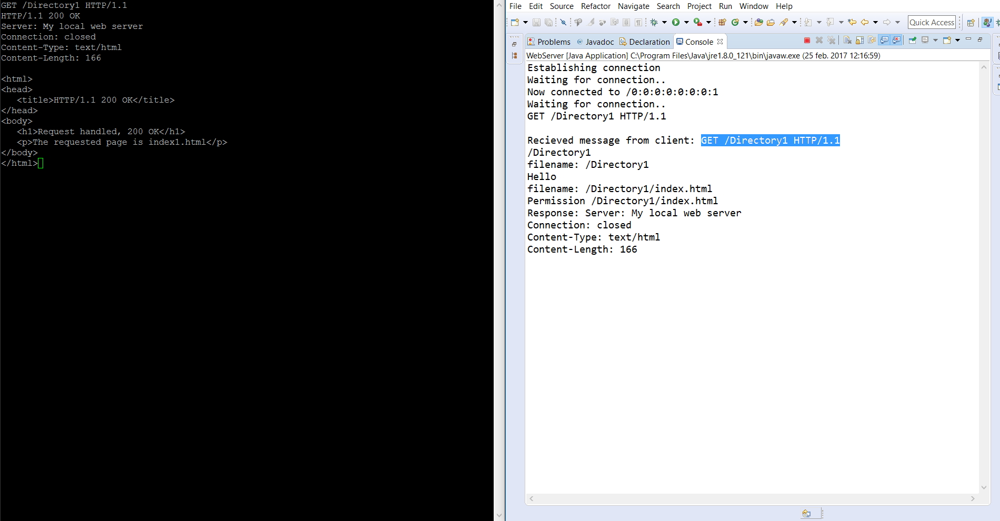 GET /Directory1 HTTP/1.1
HTTP/1.1 200 OK
Server: My local web server
Connection: closed
Content-Type: text/html
Content-Length: 166
<html>
<head>
   <title>HTTP/1.1 200 OK</title>
</head>
<body>
   <h1>Request handled, 200 OK</h1>
   <p>The requested page is index1.html</p>
</body>
</html>
File Edit Source Refactor Navigate Search Project Run Window Help
Quick Access
Problems @ Javadoc Declaration Console
WebServer [Java Application] C:\Program Files\Java\jre1.8.0_121\bin\javaw.exe (25 feb. 2017 12:16:59)
Establishing connection
Waiting for connection..
Now connected to /0:0:0:0:0:0:0:1
Waiting for connection..
GET /Directory1 HTTP/1.1
Recieved message from client: GET /Directory1 HTTP/1.1
/Directory1
filename: /Directory1
Hello
filename: /Directory1/index.html
Permission /Directory1/index.html
Response: Server: My local web server
Connection: closed
Content-Type: text/html
Content-Length: 166